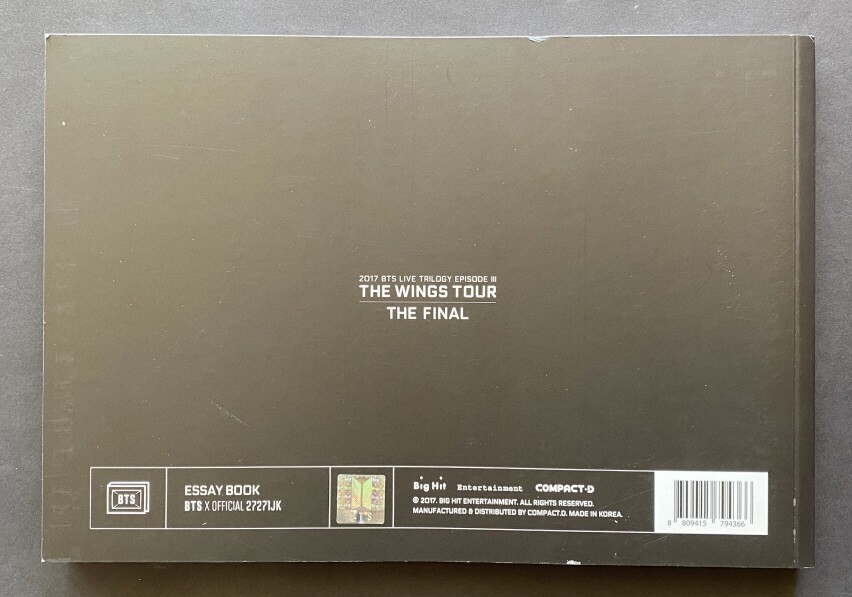 2017 BTS LIVE TRILOGY EPISODE III
THE WINGS TOUR
THE FINAL
BTS
ESSAY BOOK
BTS X OFFICIAL 27271JK
BTS
Big Hit Entertainment COMPACT·D
© 2017. BIG HIT ENTERTAINMENT. ALL RIGHTS RESERVED.
MANUFACTURED & DISTRIBUTED BY COMPACT.D. MADE IN KOREA.
8 809415 794366